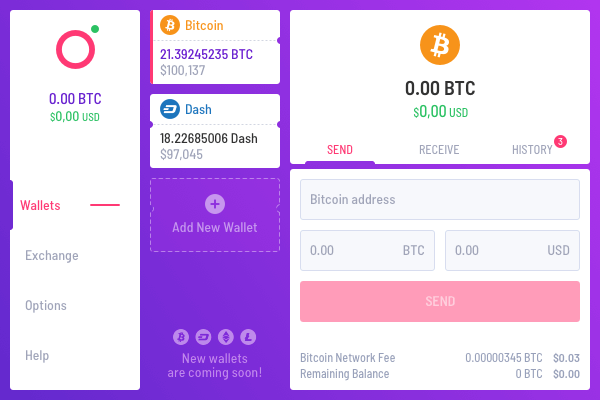 0.00 BTC
$0,00 USD
Wallets
Exchange
Options
Help
Bitcoin
21.39245235 BTC
$100,137
Dash
18.22685006 Dash
$97,045
Add New Wallet
New wallets
are coming soon!
0.00 BTC
$0,00 USD
SEND RECEIVE HISTORY 3
Bitcoin address
0.00 BTC 0.00 USD
SEND
Bitcoin Network Fee 0.00000345 BTC $0.03
Remaining Balance 0 BTC $0.00